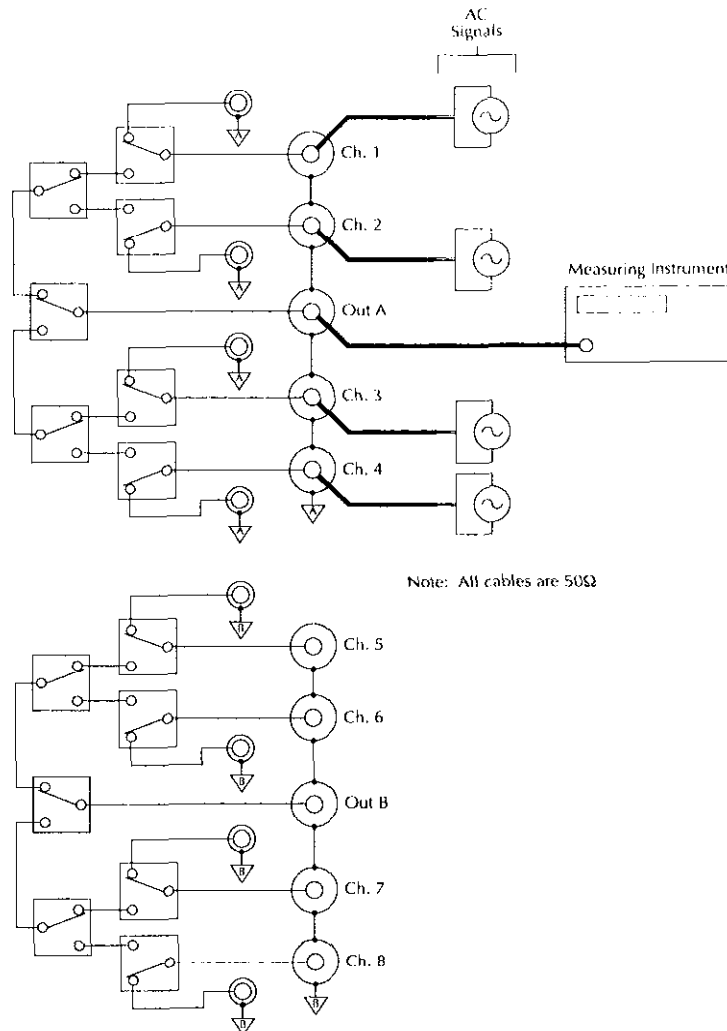 AC
Signals
A
Ch. 1
Ch. 2
A
Measuring Instrument
Out A
A
Ch. 3
Ch. 4
A
A
Note: All cables are 50Ω
B
Ch. 5
Ch. 6
B
Out B
B
Ch. 7
Ch. 8
B
B